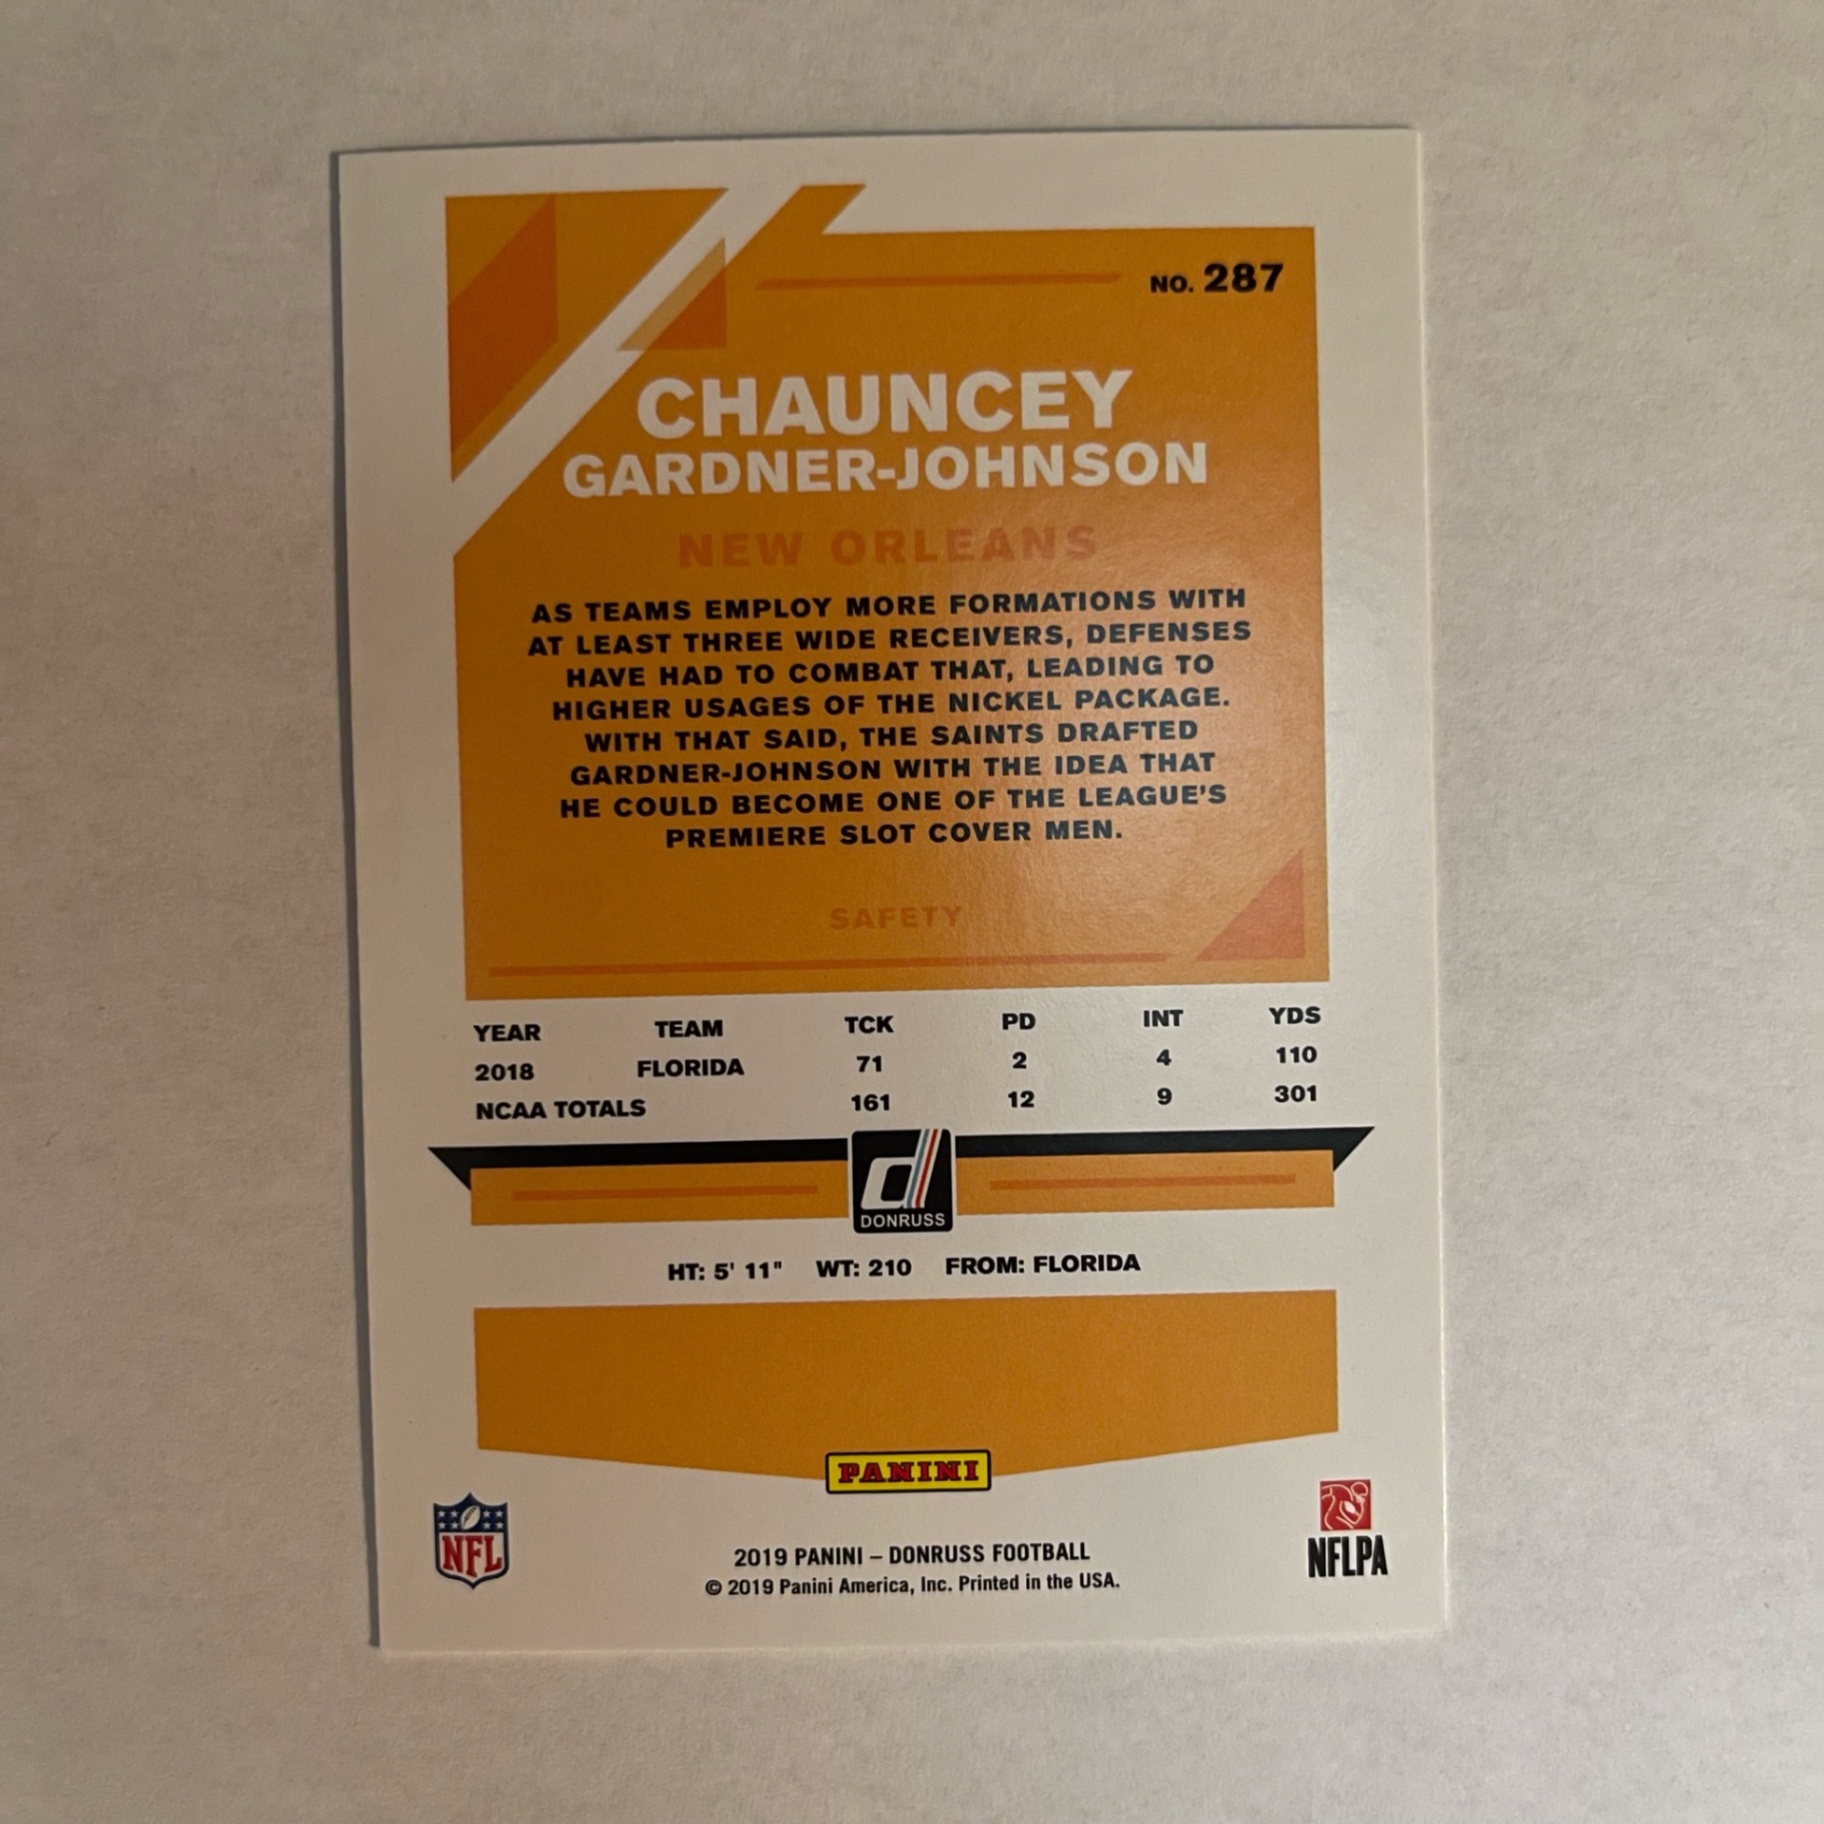 NO. 287
CHAUNCEY
GARDNER-JOHNSON
NEW ORLEANS
AS TEAMS EMPLOY MORE FORMATIONS WITH
AT LEAST THREE WIDE RECEIVERS, DEFENSES
HAVE HAD TO COMBAT THAT, LEADING TO
HIGHER USAGES OF THE NICKEL PACKAGE.
WITH THAT SAID, THE SAINTS DRAFTED
GARDNER-JOHNSON WITH THE IDEA THAT
HE COULD BECOME ONE OF THE LEAGUE'S
PREMIERE SLOT COVER MEN.
SAFETY
YEAR TEAM TCK PD INT YDS
2018 FLORIDA 71 2 4 110
NCAA TOTALS 161 12 9 301
d
DONRUSS
HT: 5' 11" WT: 210 FROM: FLORIDA
PANINI
NFL
NFLPA
2019 PANINI – DONRUSS FOOTBALL
© 2019 Panini America, Inc. Printed in the USA.